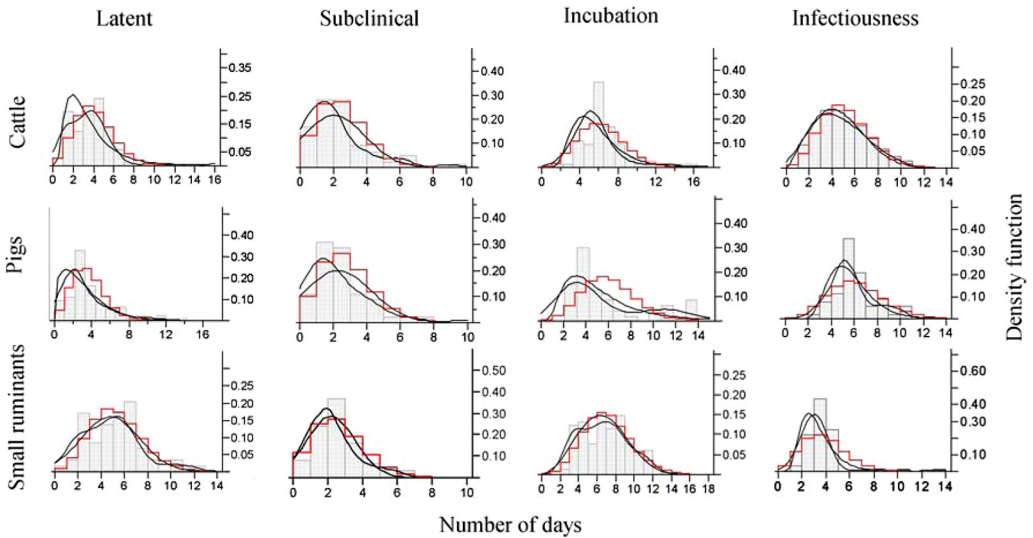 Latent Subclinical Incubation Infectiousness
Cattle
0.35
0.25
0.15
0.05
0 2 4 6 8 10 12 14 16
0.40
0.30
0.20
0.10
0 2 4 6 8 10
0.40
0.30
0.20
0.10
0 4 8 12 16
0.25
0.20
0.15
0.10
0.05
0 2 4 6 8 10 12 14
Pigs
0.40
0.30
0.20
0.10
0 4 8 12 16
0.40
0.30
0.20
0.10
0 2 4 6 8 10
0.40
0.30
0.20
0.10
0 2 4 6 8 10 12 14
0.40
0.30
0.20
0.10
0 2 4 6 8 10 12 14
Small ruminants
0.25
0.20
0.15
0.10
0.05
0 2 4 6 8 10 12 14
0.50
0.40
0.30
0.20
0.10
0 2 4 6 8 10
0.25
0.20
0.15
0.10
0.05
0 2 4 6 8 10 12 14 16 18
0.60
0.40
0.30
0.10
0 2 4 6 8 10 12 14
Density function
Number of days